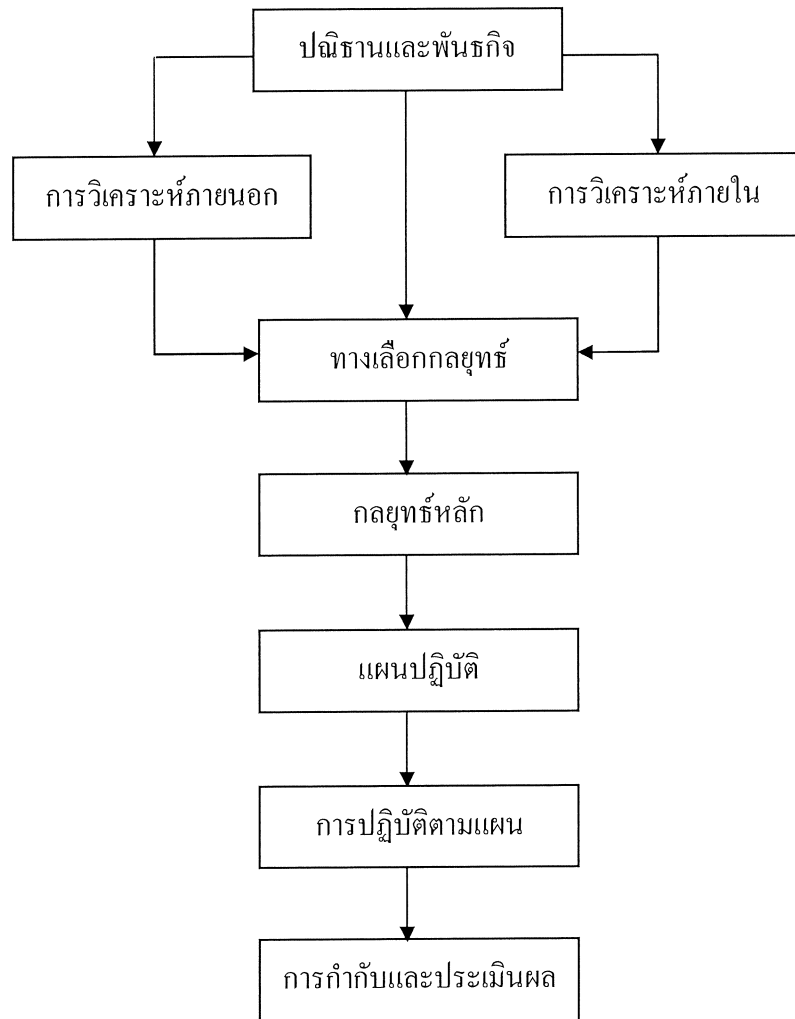 ปณิธานและพันธกิจ
การวิเคราะห์ภายนอก
การวิเคราะห์ภายใน
ทางเลือกกลยุทธ์
กลยุทธ์หลัก
แผนปฏิบัติ
การปฏิบัติตามแผน
การกำกับและประเมินผล